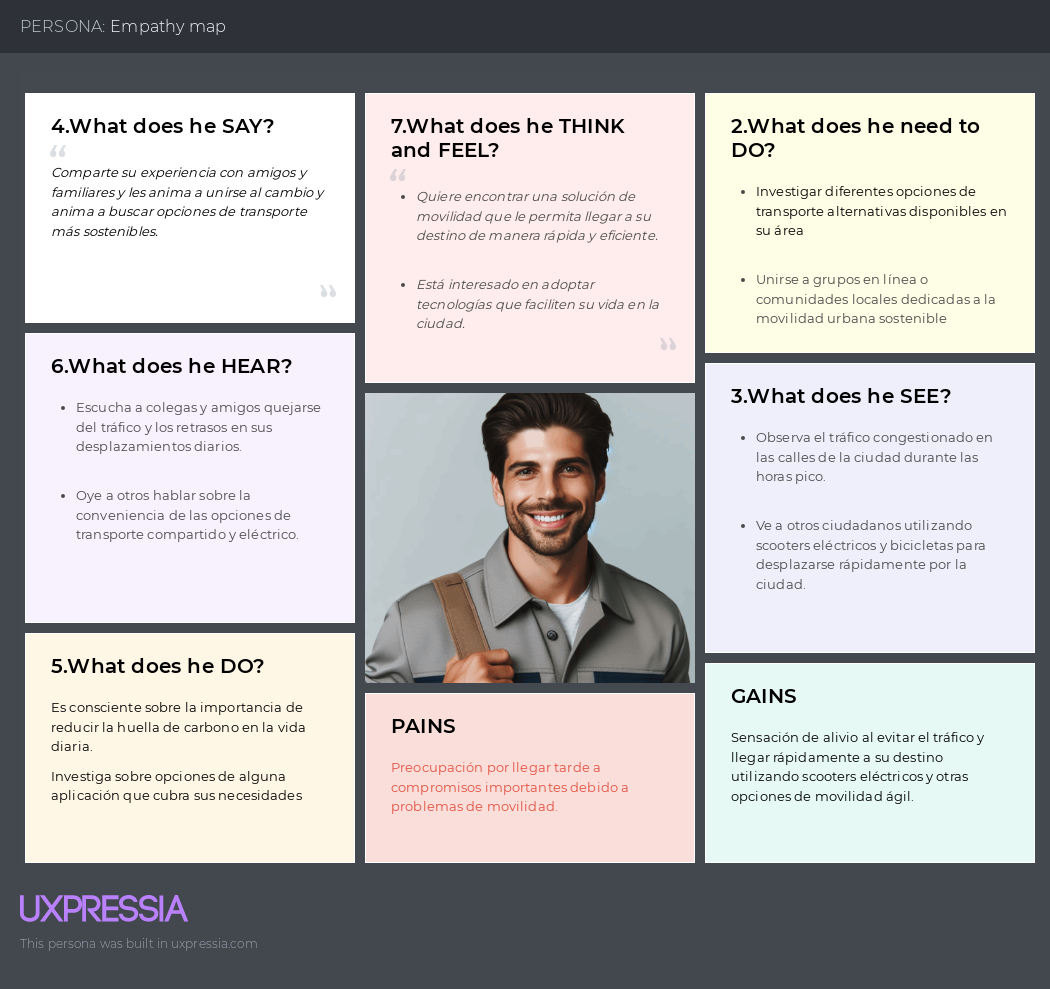 PERSONA: Empathy map
4.What does he SAY?
“
Comparte su experiencia con amigos y
familiares y les anima a unirse al cambio y
anima a buscar opciones de transporte
más sostenibles.
”
6.What does he HEAR?
• Escucha a colegas y amigos quejarse
del tráfico y los retrasos en sus
desplazamientos diarios.
• Oye a otros hablar sobre la
conveniencia de las opciones de
transporte compartido y eléctrico.
5.What does he DO?
Es consciente sobre la importancia de
reducir la huella de carbono en la vida
diaria.
Investiga sobre opciones de alguna
aplicación que cubra sus necesidades
7.What does he THINK
and FEEL?
“
• Quiere encontrar una solución de
movilidad que le permita llegar a su
destino de manera rápida y eficiente.
• Está interesado en adoptar
tecnologías que faciliten su vida en la
ciudad.
”
PAINS
Preocupación por llegar tarde a
compromisos importantes debido a
problemas de movilidad.
2.What does he need to
DO?
• Investigar diferentes opciones de
transporte alternativas disponibles en
su área
• Unirse a grupos en línea o
comunidades locales dedicadas a la
movilidad urbana sostenible
3.What does he SEE?
• Observa el tráfico congestionado en
las calles de la ciudad durante las
horas pico.
• Ve a otros ciudadanos utilizando
scooters eléctricos y bicicletas para
desplazarse rápidamente por la
ciudad.
GAINS
Sensación de alivio al evitar el tráfico y
llegar rápidamente a su destino
utilizando scooters eléctricos y otras
opciones de movilidad ágil.
UXPRESSIA
This persona was built in uxpressia.com